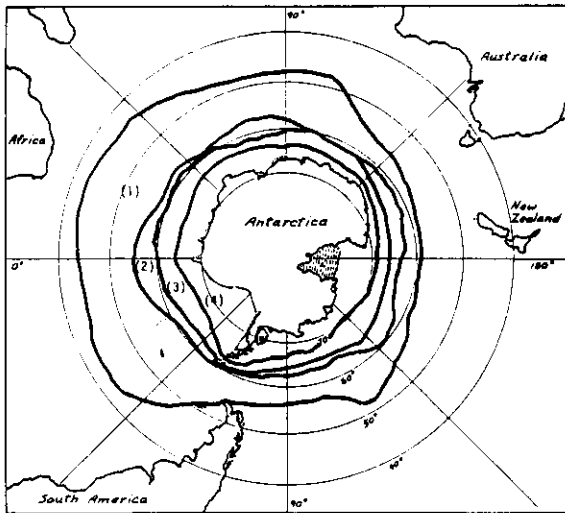 90°
Australia
Africa
(1)
New
Zealand
Antarctica
0°
(2)
180°
(3)
(4)
70°
60°
50°
40°
South America
90°